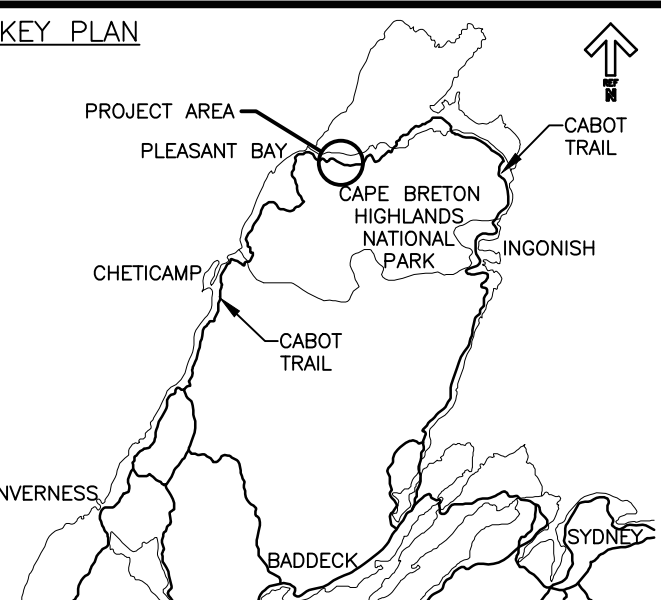 KEY PLAN
REF
N
PROJECT AREA
CABOT
TRAIL
PLEASANT BAY
CAPE BRETON
HIGHLANDS
NATIONAL
PARK
INGONISH
CHETICAMP
CABOT
TRAIL
NVERNESS
SYDNEY
BADDECK